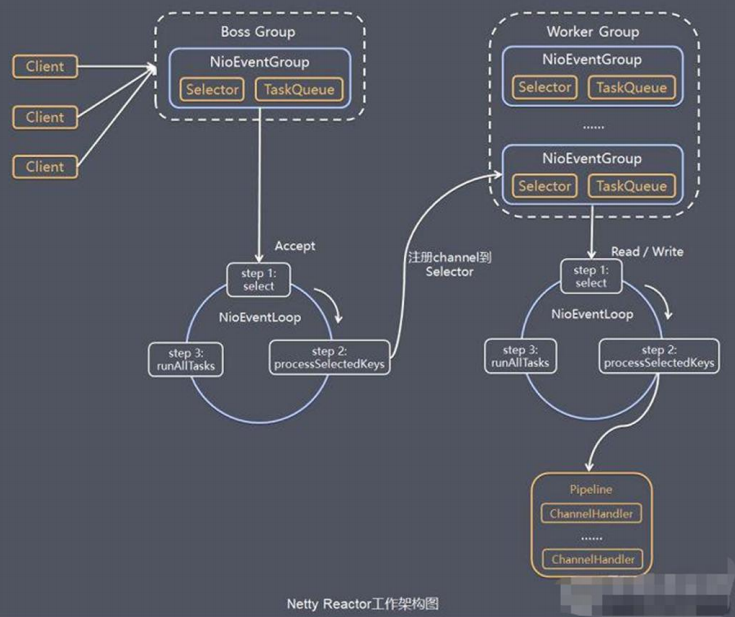 Boss Group
NioEventGroup
Selector
TaskQueue
Client
Client
Client
Worker Group
NioEventGroup
Selector
TaskQueue
......
NioEventGroup
Selector
TaskQueue
Accept
step 1:
select
NioEventLoop
step 2:
processSelectedKeys
step 3:
runAllTasks
注册channel到
Selector
Read / Write
step 1:
select
NioEventLoop
step 2:
processSelectedKeys
step 3:
runAllTasks
Pipeline
ChannelHandler
......
ChannelHandler
Netty Reactor工作架构图